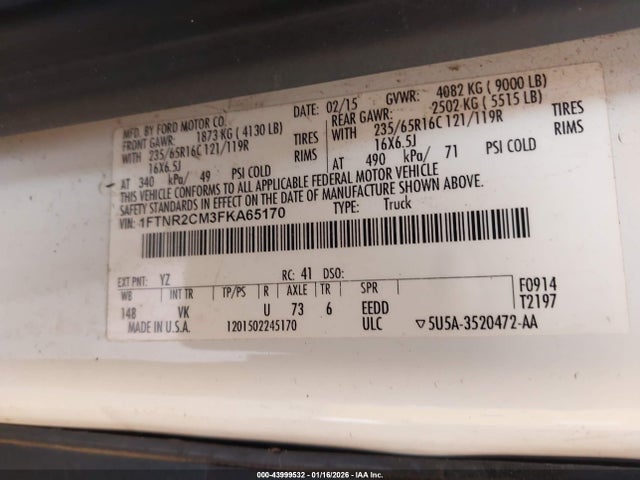 MFD. BY FORD MOTOR CO.
DATE: 02/15 GVWR: 4082 KG ( 9000 LB)
FRONT GAWR: 1873 KG ( 4130 LB)
REAR GAWR: 2502 KG ( 5515 LB)
WITH 235/65R16C 121/119R TIRES
WITH 235/65R16C 121/119R TIRES
16X6.5J RIMS
16X6.5J RIMS
AT 340 kPa/ 49 PSI COLD
AT 490 kPa/ 71 PSI COLD
THIS VEHICLE CONFORMS TO ALL APPLICABLE FEDERAL MOTOR VEHICLE
SAFETY STANDARDS IN EFFECT ON THE DATE OF MANUFACTURE SHOWN ABOVE.
VIN: 1FTNR2CM3FKA65170 TYPE: Truck
EXT PNT: YZ RC: 41 DSO:
WB INT TR TP/PS R AXLE TR SPR
148 VK U 73 6 EEDD
F0914
T2197
MADE IN U.S.A. 1201502245170 ULC ▽5U5A-3520472-AA
000-43999532 - 01/16/2026 - IAA Inc.